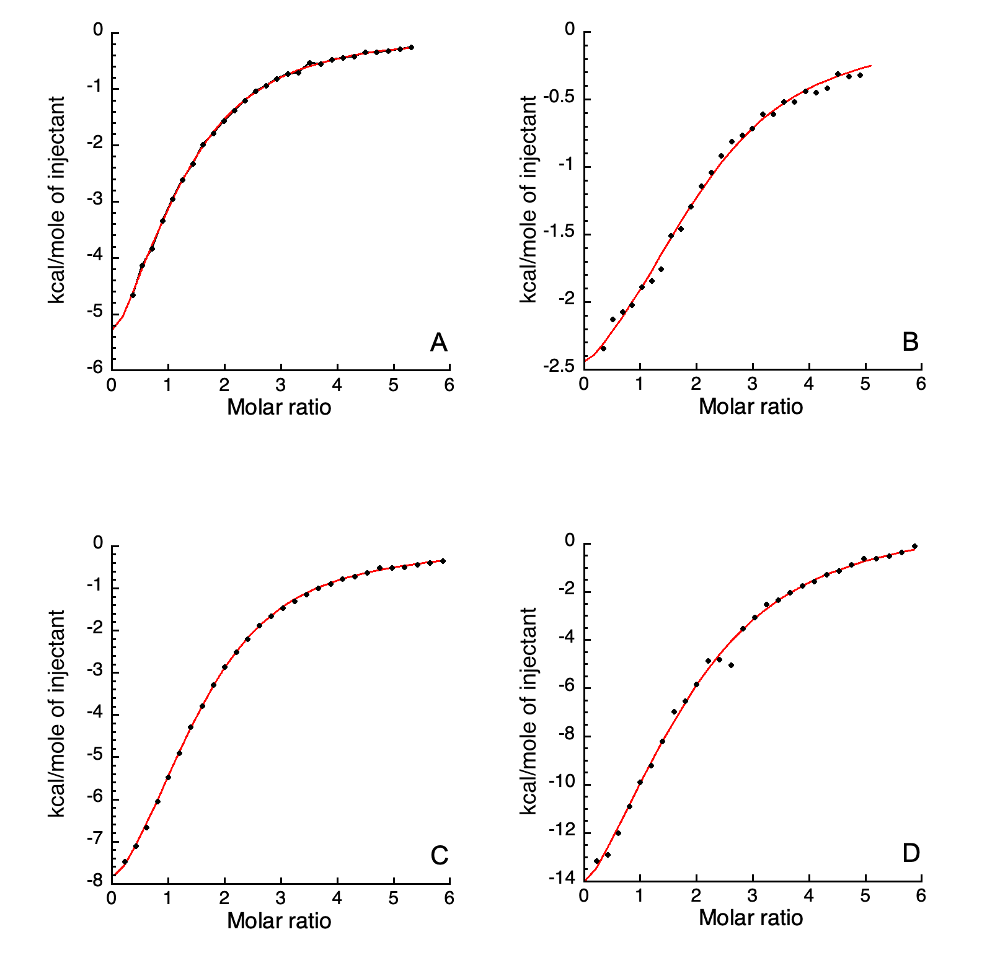 0
-1
-2
-3
-4
-5
-6
kcal/mole of injectant
A
0 1 2 3 4 5 6
Molar ratio
0
-0.5
-1
-1.5
-2
-2.5
kcal/mole of injectant
B
0 1 2 3 4 5 6
Molar ratio
0
-1
-2
-3
-4
-5
-6
-7
-8
kcal/mole of injectant
C
0 1 2 3 4 5 6
Molar ratio
0
-2
-4
-6
-8
-10
-12
-14
kcal/mole of injectant
D
0 1 2 3 4 5 6
Molar ratio